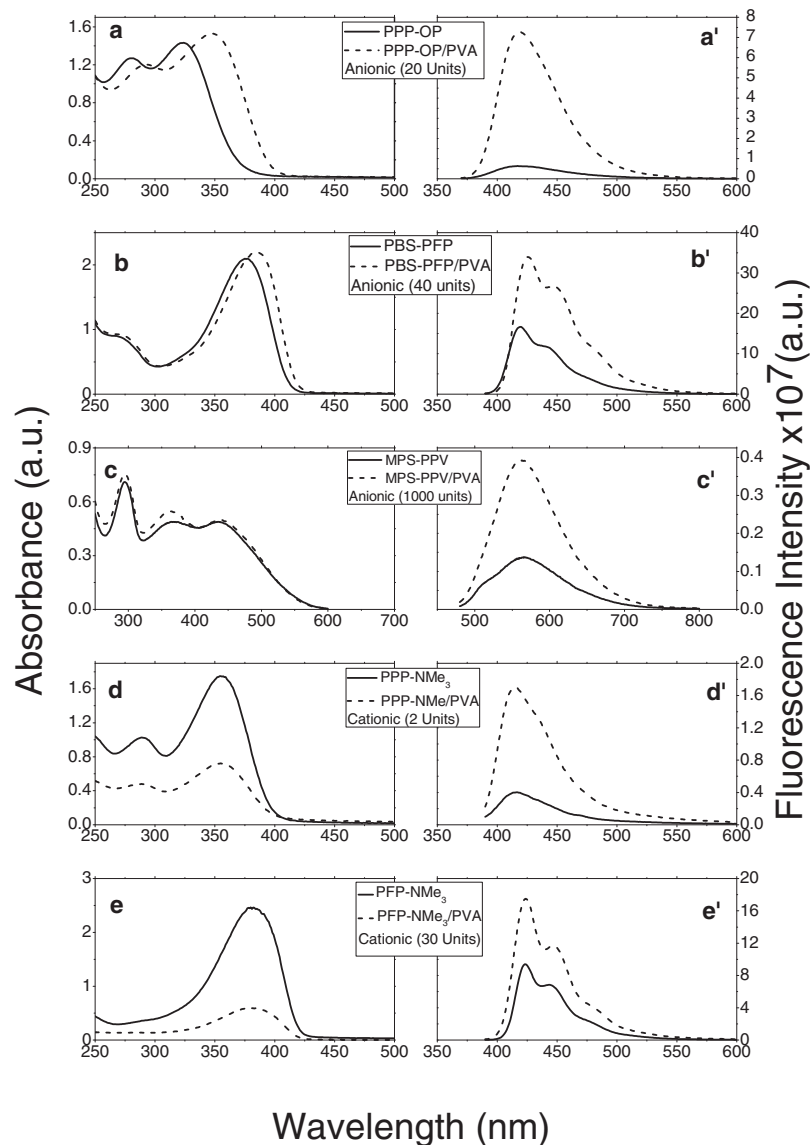 a
PPP-OP
PPP-OP/PVA
Anionic (20 Units)
a'
1.6
1.2
0.8
0.4
0.0
250 300 350 400 450 500
8
7
6
5
4
3
2
1
0
350 400 450 500 550 600
b
PBS-PFP
PBS-PFP/PVA
Anionic (40 units)
b'
2
1
0
250 300 350 400 450 500
40
30
20
10
0
350 400 450 500 550 600
c
MPS-PPV
MPS-PPV/PVA
Anionic (1000 units)
c'
0.9
0.6
0.3
0.0
300 400 500 600 700
0.4
0.3
0.2
0.1
0.0
500 600 700 800
d
PPP-NMe₃
PPP-NMe/PVA
Cationic (2 Units)
d'
1.6
1.2
0.8
0.4
0.0
250 300 350 400 450 500
2.0
1.6
1.2
0.8
0.4
0.0
350 400 450 500 550 600
e
PFP-NMe₃
PFP-NMe₃/PVA
Cationic (30 Units)
e'
3
2
1
0
250 300 350 400 450 500
20
16
12
8
4
0
350 400 450 500 550 600
Absorbance (a.u.)
Fluorescence Intensity x10⁷(a.u.)
Wavelength (nm)